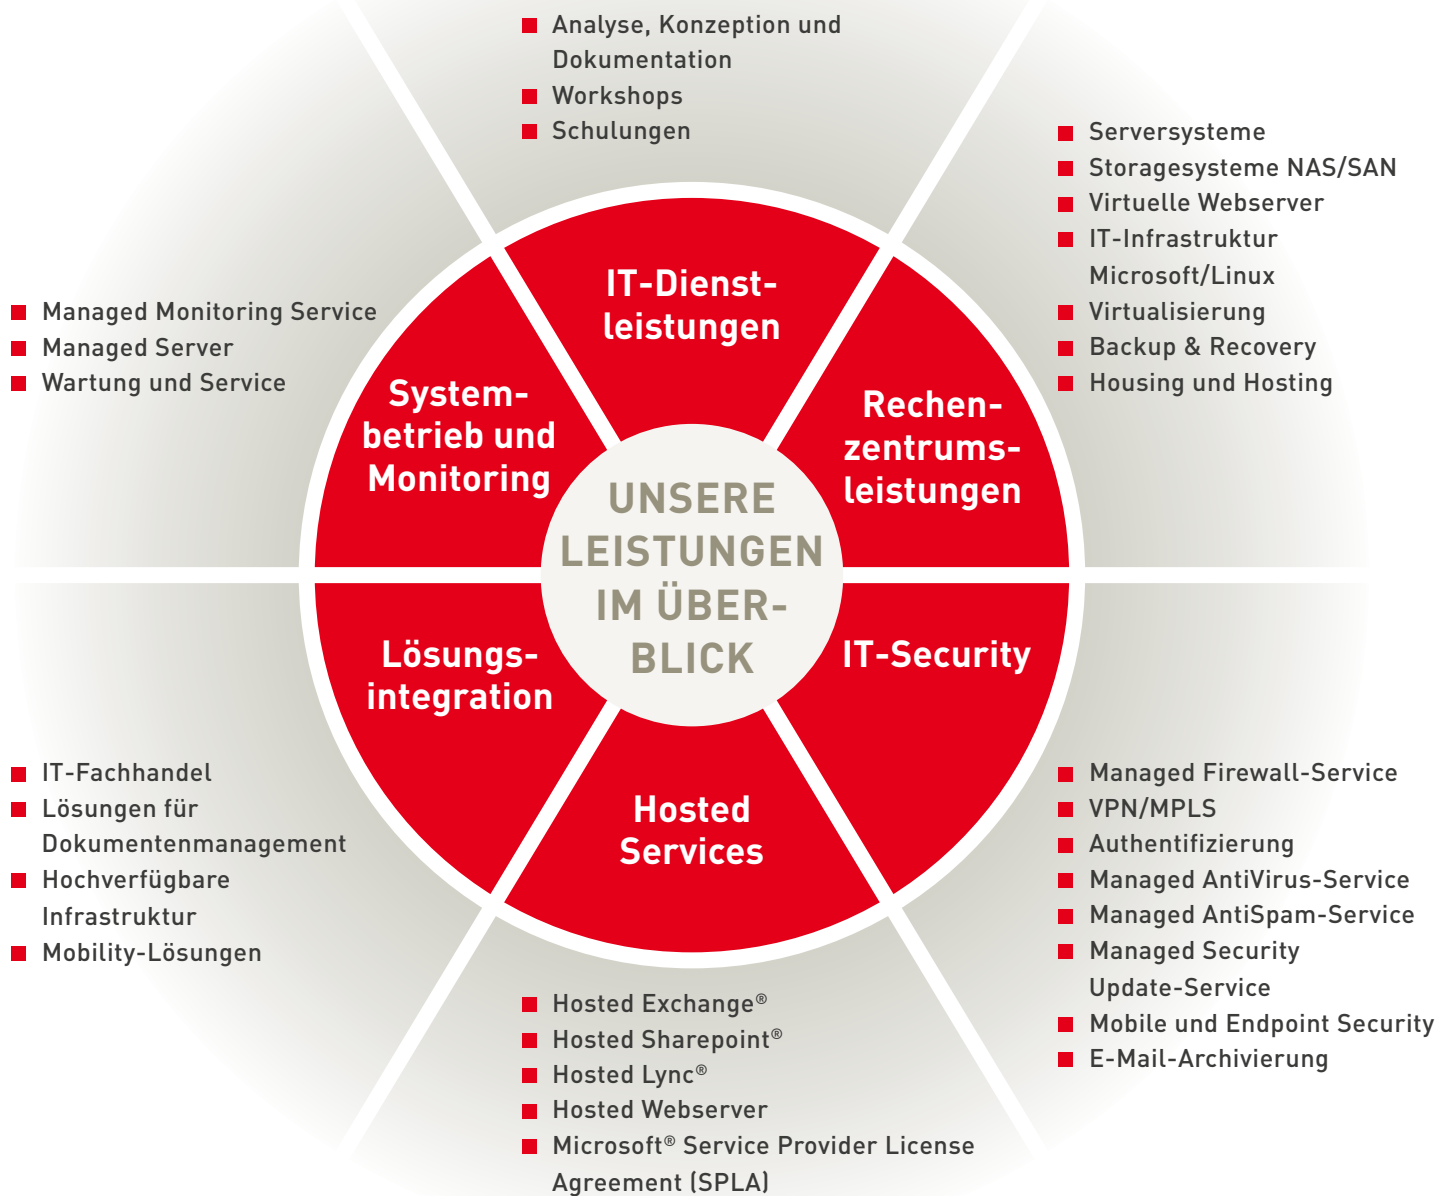 Analyse, Konzeption und
Dokumentation
Workshops
Schulungen
Serversysteme
Storagesysteme NAS/SAN
Virtuelle Webserver
IT-Infrastruktur
Microsoft/Linux
Virtualisierung
Backup & Recovery
Housing und Hosting
Managed Monitoring Service
Managed Server
Wartung und Service
IT-Dienst-
leistungen
System-
betrieb und
Monitoring
Rechen-
zentrums-
leistungen
UNSERE
LEISTUNGEN
IM ÜBER-
BLICK
Lösungs-
integration
IT-Security
Hosted
Services
IT-Fachhandel
Lösungen für
Dokumentenmanagement
Hochverfügbare
Infrastruktur
Mobility-Lösungen
Managed Firewall-Service
VPN/MPLS
Authentifizierung
Managed AntiVirus-Service
Managed AntiSpam-Service
Managed Security
Update-Service
Mobile und Endpoint Security
E-Mail-Archivierung
Hosted Exchange®
Hosted Sharepoint®
Hosted Lync®
Hosted Webserver
Microsoft® Service Provider License
Agreement (SPLA)